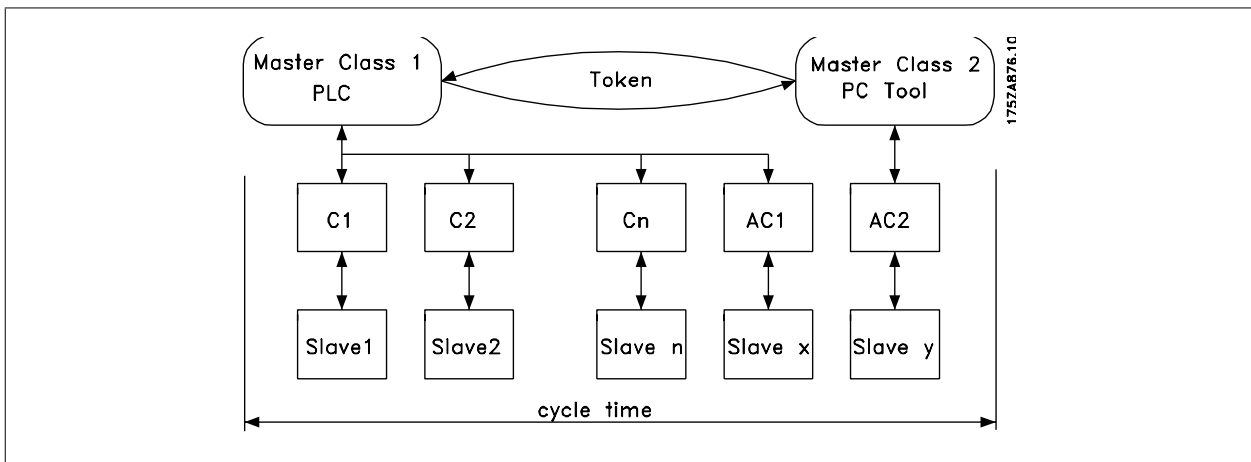 Master Class 1
PLC
Token
Master Class 2
PC Tool
175ZA876.10
C1
C2
Cn
AC1
AC2
Slave1
Slave2
Slave n
Slave x
Slave y
cycle time